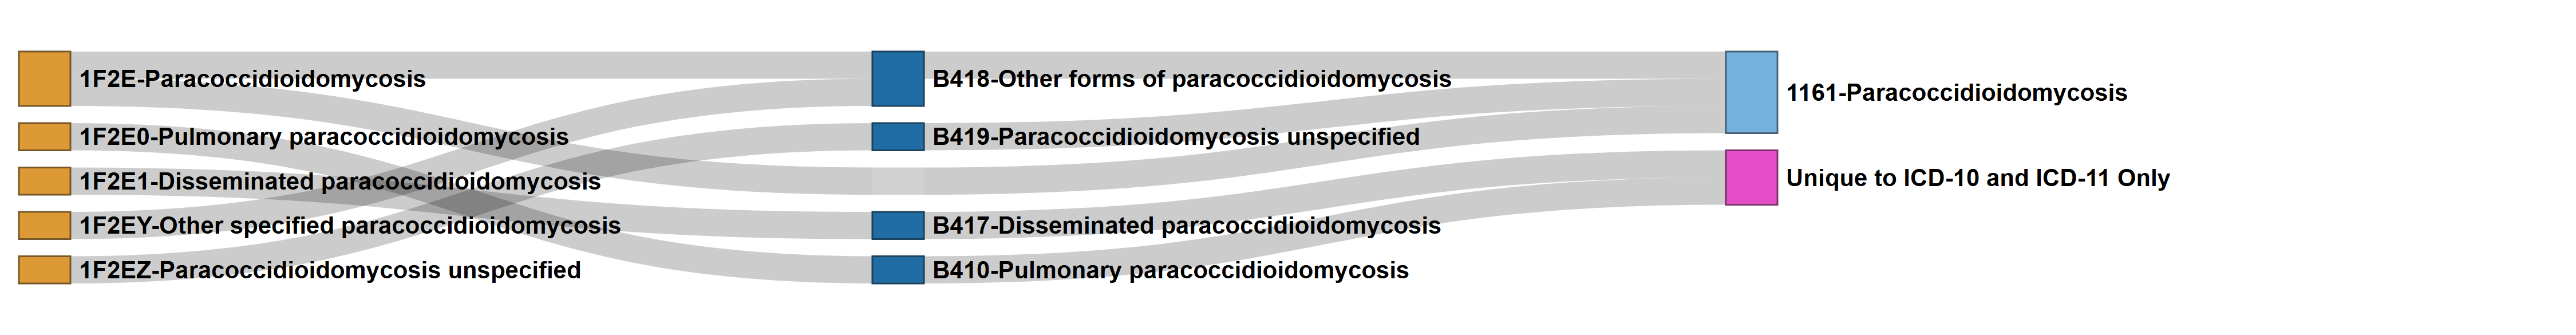 1F2E-Paracoccidioidomycosis
1F2E0-Pulmonary paracoccidioidomycosis
1F2E1-Disseminated paracoccidioidomycosis
1F2EY-Other specified paracoccidioidomycosis
1F2EZ-Paracoccidioidomycosis unspecified
B418-Other forms of paracoccidioidomycosis
B419-Paracoccidioidomycosis unspecified
B417-Disseminated paracoccidioidomycosis
B410-Pulmonary paracoccidioidomycosis
1161-Paracoccidioidomycosis
Unique to ICD-10 and ICD-11 Only